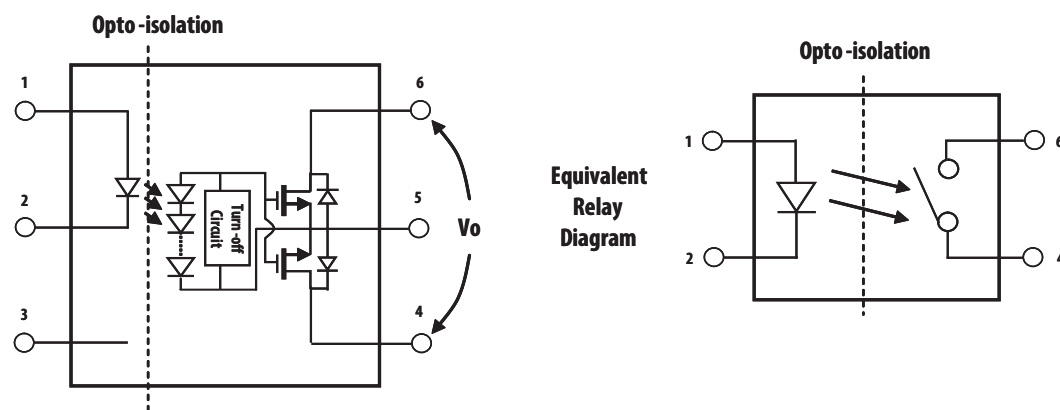 Opto -isolation
1
2
3
Turn-off
Circuit
6
5
4
Vo
Equivalent
Relay
Diagram
Opto -isolation
1
2
6
4